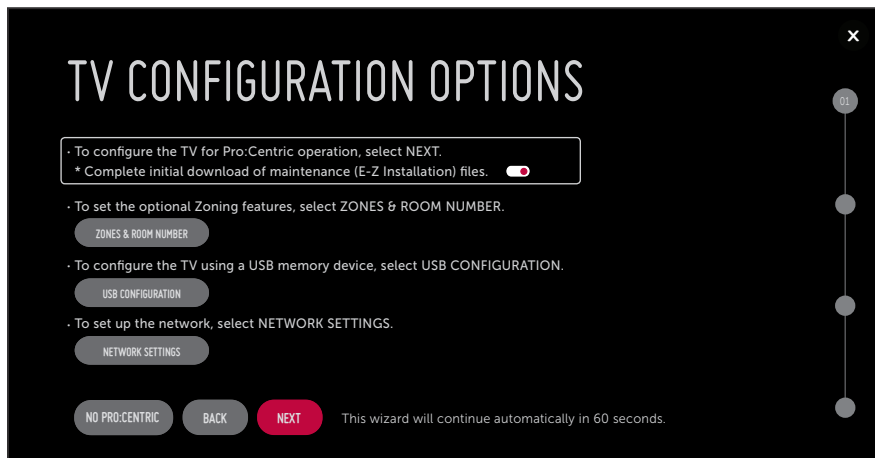 X
TV CONFIGURATION OPTIONS
01
· To configure the TV for Pro:Centric operation, select NEXT.
* Complete initial download of maintenance (E-Z Installation) files.
· To set the optional Zoning features, select ZONES & ROOM NUMBER.
ZONES & ROOM NUMBER
· To configure the TV using a USB memory device, select USB CONFIGURATION.
USB CONFIGURATION
· To set up the network, select NETWORK SETTINGS.
NETWORK SETTINGS
NO PRO:CENTRIC BACK NEXT This wizard will continue automatically in 60 seconds.